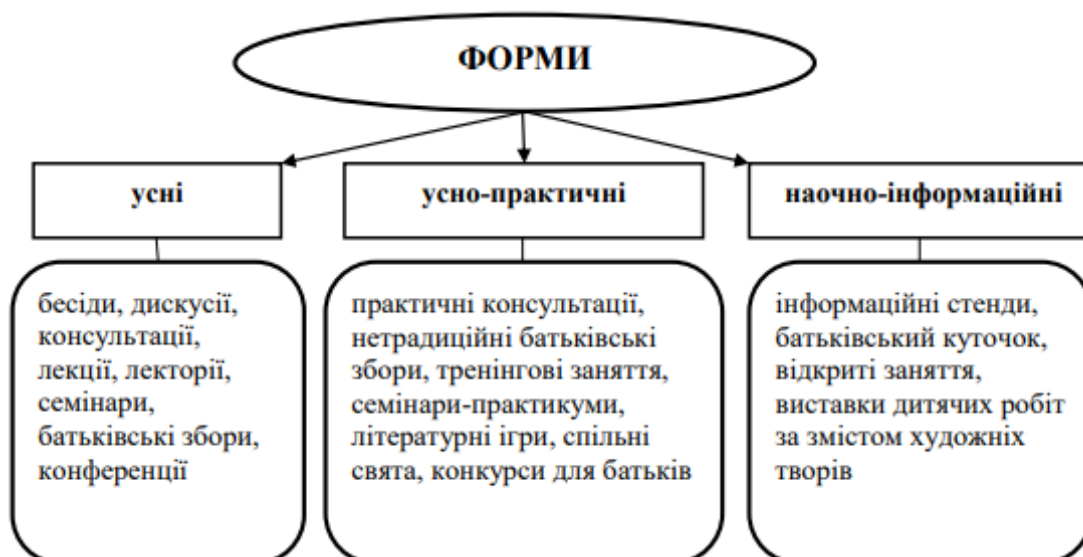 ФОРМИ
усні
усно-практичні
наочно-інформаційні
бесіди, дискусії,
консультації,
лекції, лекторії,
семінари,
батьківські збори,
конференції
практичні консультації,
нетрадиційні батьківські
збори, тренінгові заняття,
семінари-практикуми,
літературні ігри, спільні
свята, конкурси для батьків
інформаційні стенди,
батьківський куточок,
відкриті заняття,
виставки дитячих робіт
за змістом художніх
творів